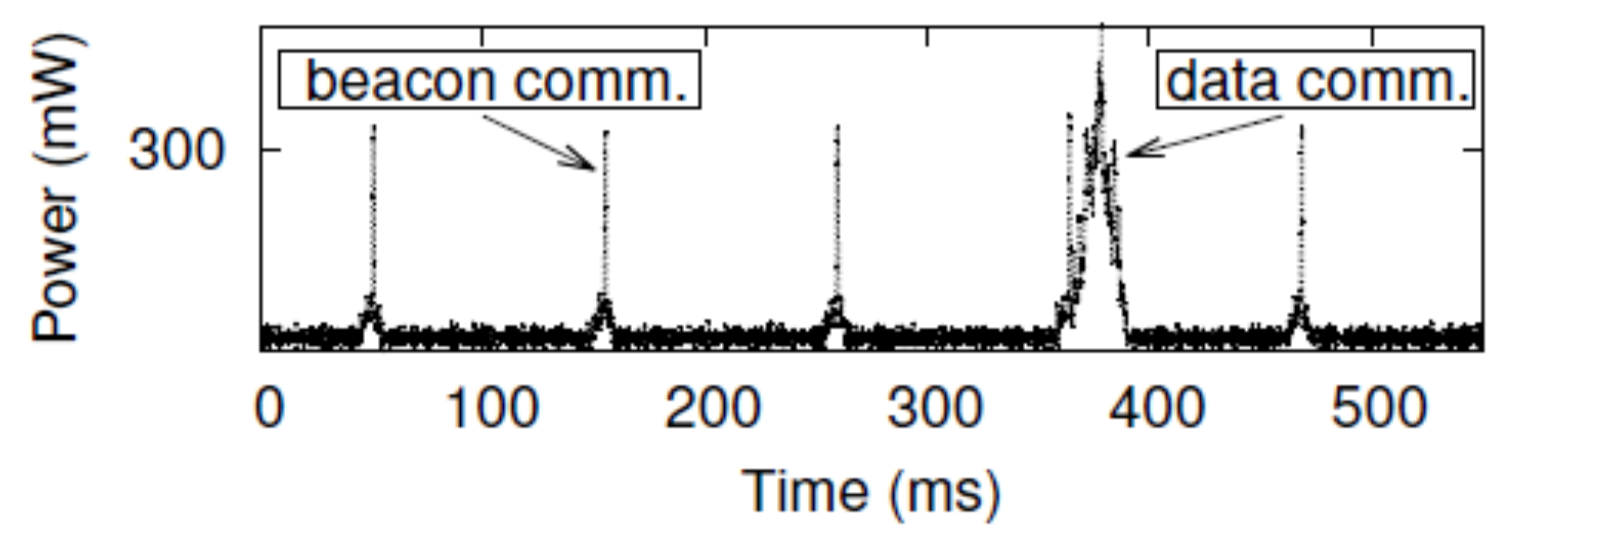 beacon comm.
data comm.
300
Power (mW)
0 100 200 300 400 500
Time (ms)